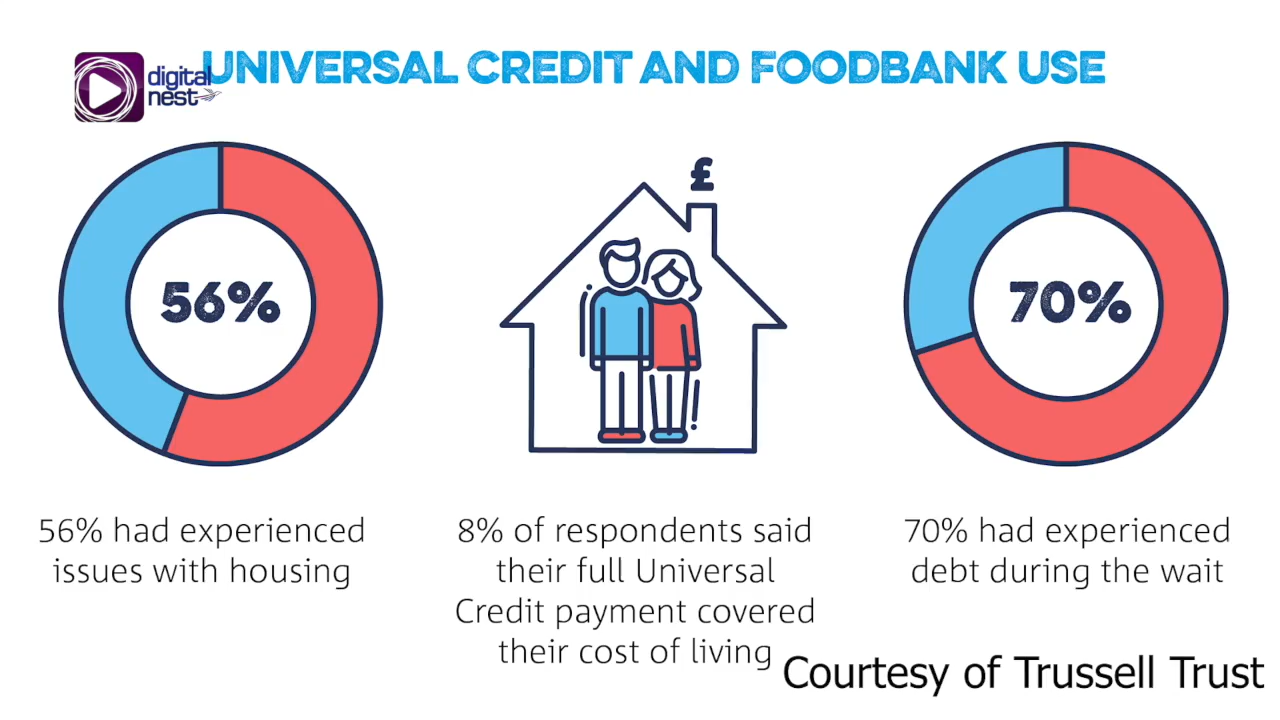 UNIVERSAL CREDIT AND FOODBANK USE
digital
nest
56%
£
70%
56% had experienced
issues with housing
8% of respondents said
their full Universal
Credit payment covered
their cost of living
70% had experienced
debt during the wait
Courtesy of Trussell Trust